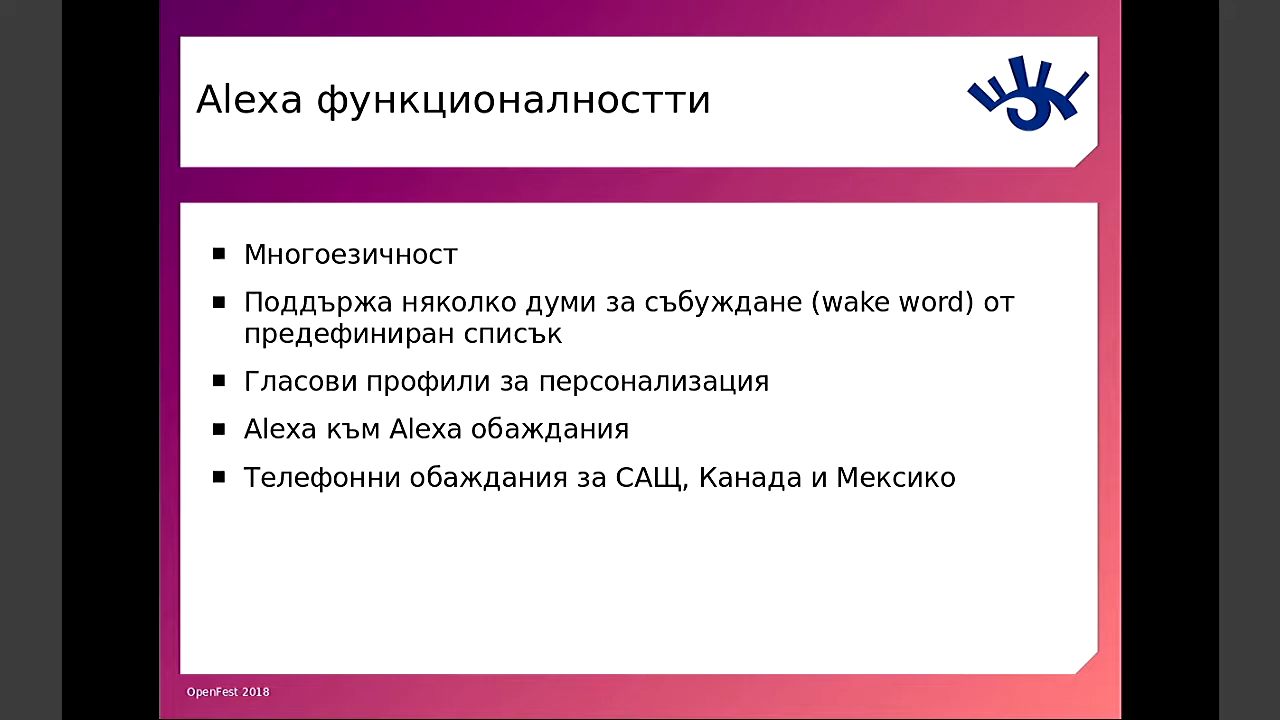 Alexa функционалностти
Многоезичност
Поддържа няколко думи за събуждане (wake word) от
предефиниран списък
Гласови профили за персонализация
Alexa към Alexa обаждания
Телефонни обаждания за САЩ, Канада и Мексико
OpenFest 2018